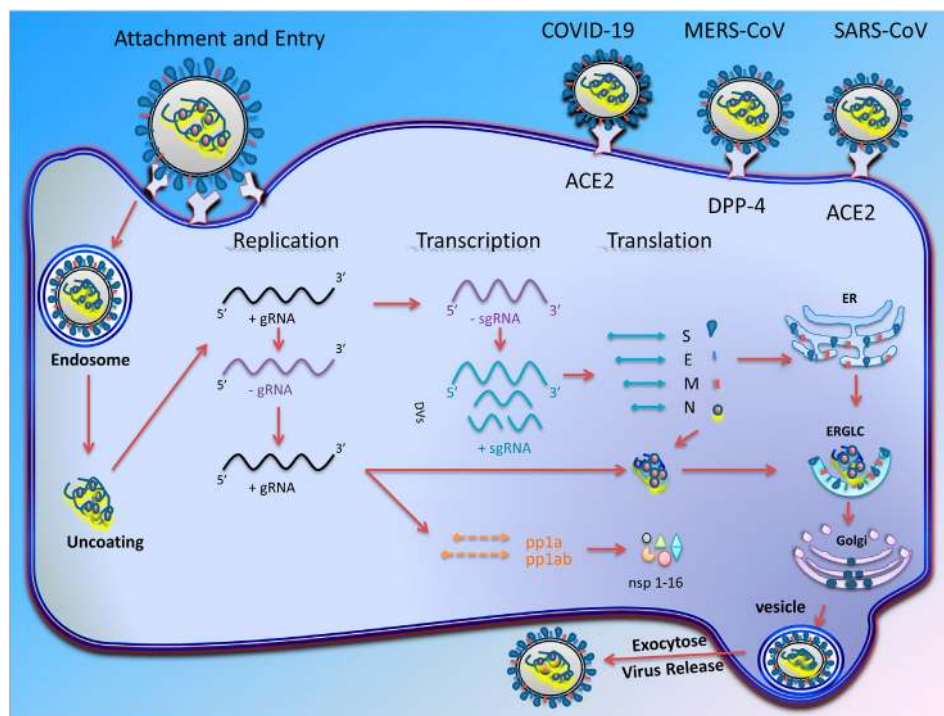 Attachment and Entry
COVID-19
MERS-CoV
SARS-CoV
ACE2
DPP-4
ACE2
Replication
Transcription
Translation
3’
5’
+ gRNA
3’
5’
- sgRNA
3’
5’
- gRNA
5’
3’
DVs
+ sgRNA
3’
5’
+ gRNA
S
E
M
N
ER
ERGLC
Golgi
Endosome
Uncoating
pp1a
pp1ab
nsp 1-16
vesicle
Exocytose
Virus Release